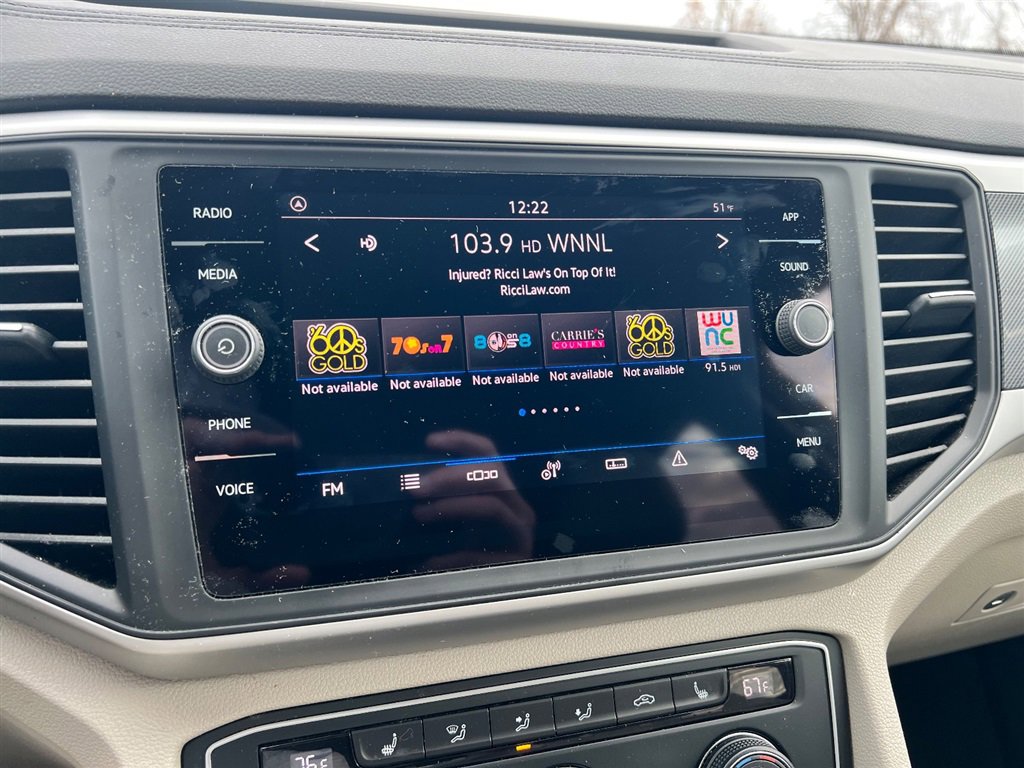 12:22
51°F
RADIO
APP
103.9 HD WNNL
MEDIA
SOUND
Injured? Ricci Law's On Top Of It!
RicciLaw.com
'60s GOLD
70s on 7
80s on 8
CARRIE'S COUNTRY
'60s GOLD
WUNC
Not available
Not available
Not available
Not available
Not available
91.5 HD1
CAR
PHONE
MENU
VOICE
FM
76°F
67°F